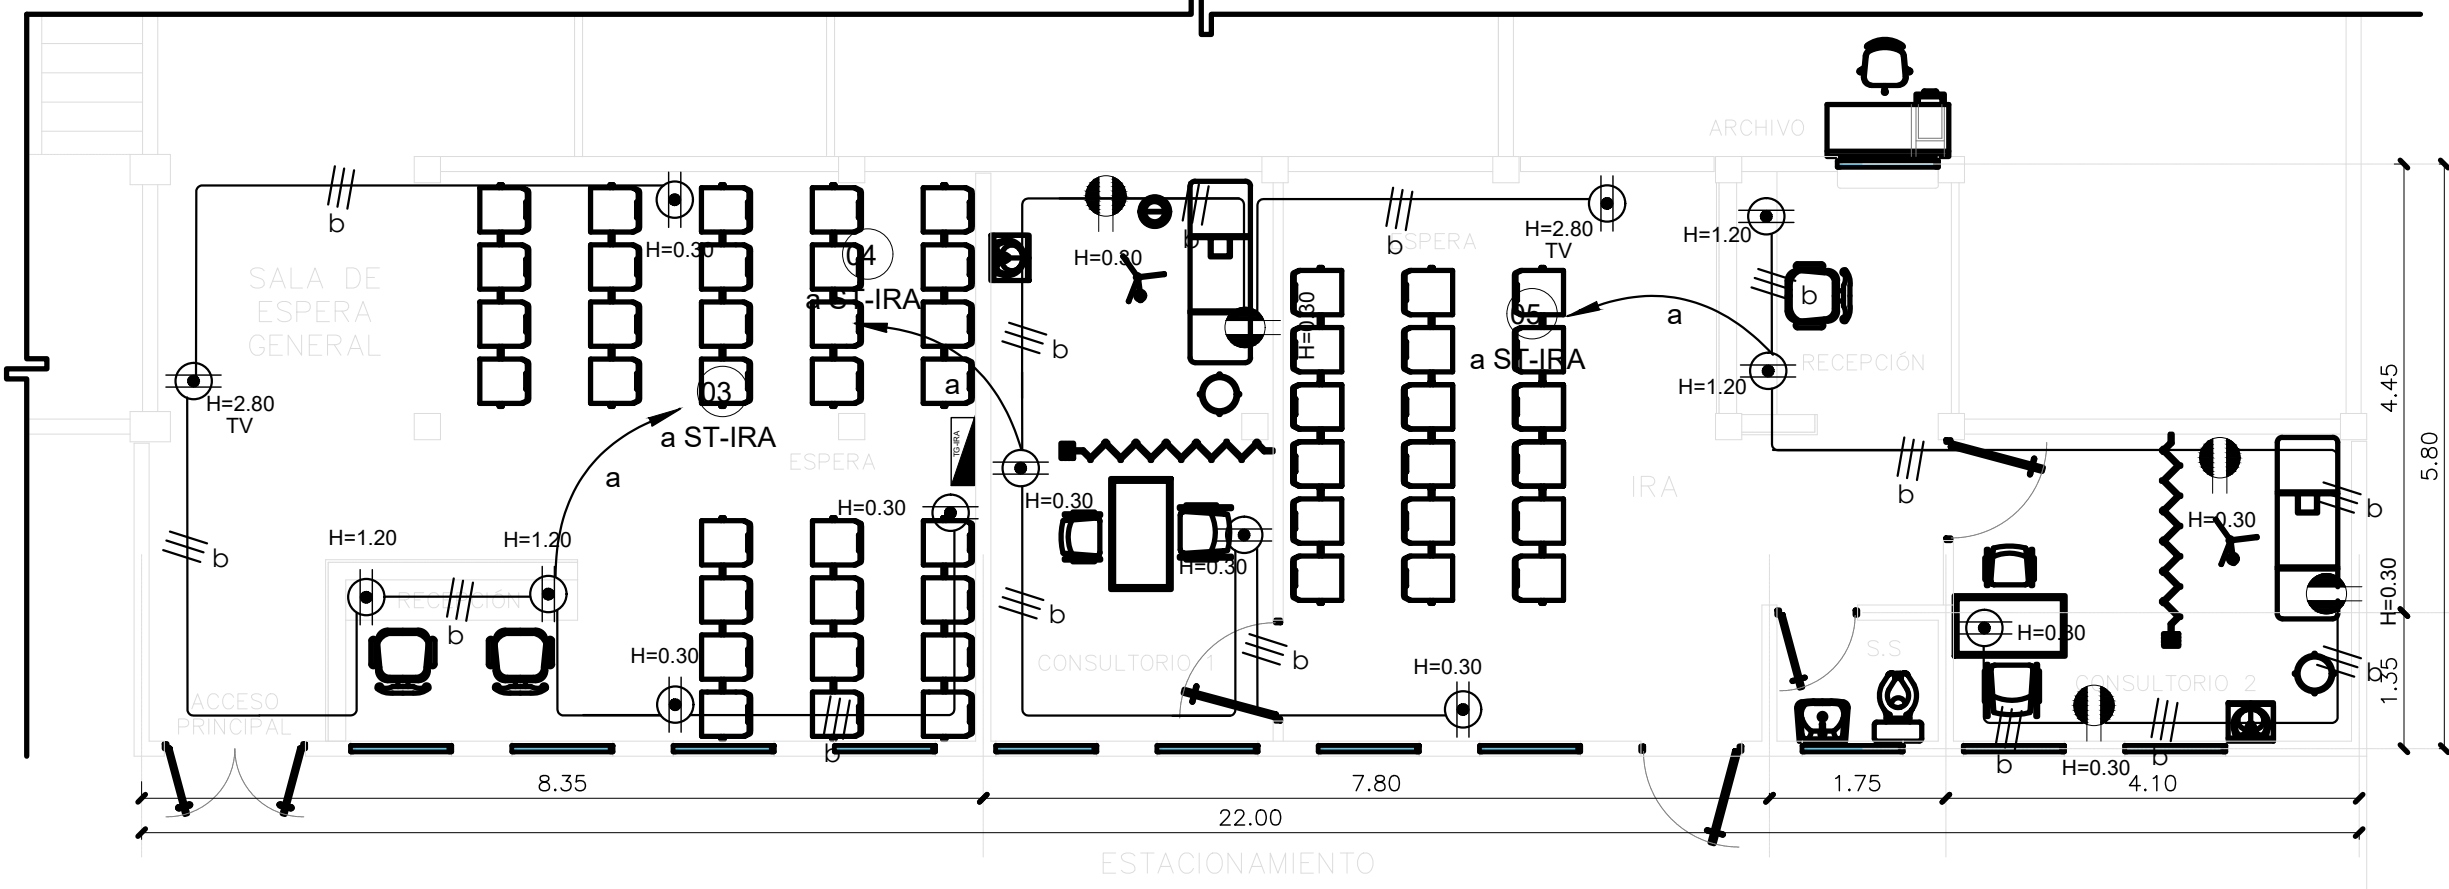 ARCHIVO
b
H=0.30
SALA DE
ESPERA
GENERAL
04
a ST-IRA
H=2.80
TV
03
a ST-IRA
a
a
b
H=1.20
H=1.20
RECEPCIÓN
b
ESPERA
TG-IRA
H=0.30
H=0.30
b
ACCESO
PRINCIPAL
H=0.30
b
b
H=0.30
b
H=0.30
b
H=0.30
CONSULTORIO 1
b
ESPERA
b
H=2.80
TV
05
a ST-IRA
a
IRA
H=0.30
H=1.20
b
RECEPCIÓN
H=1.20
b
H=0.30
b
H=0.30
H=0.30
S.S
CONSULTORIO 2
b
b
b
H=0.30
4.45
5.80
1.35
8.35
7.80
1.75
4.10
22.00
ESTACIONAMIENTO